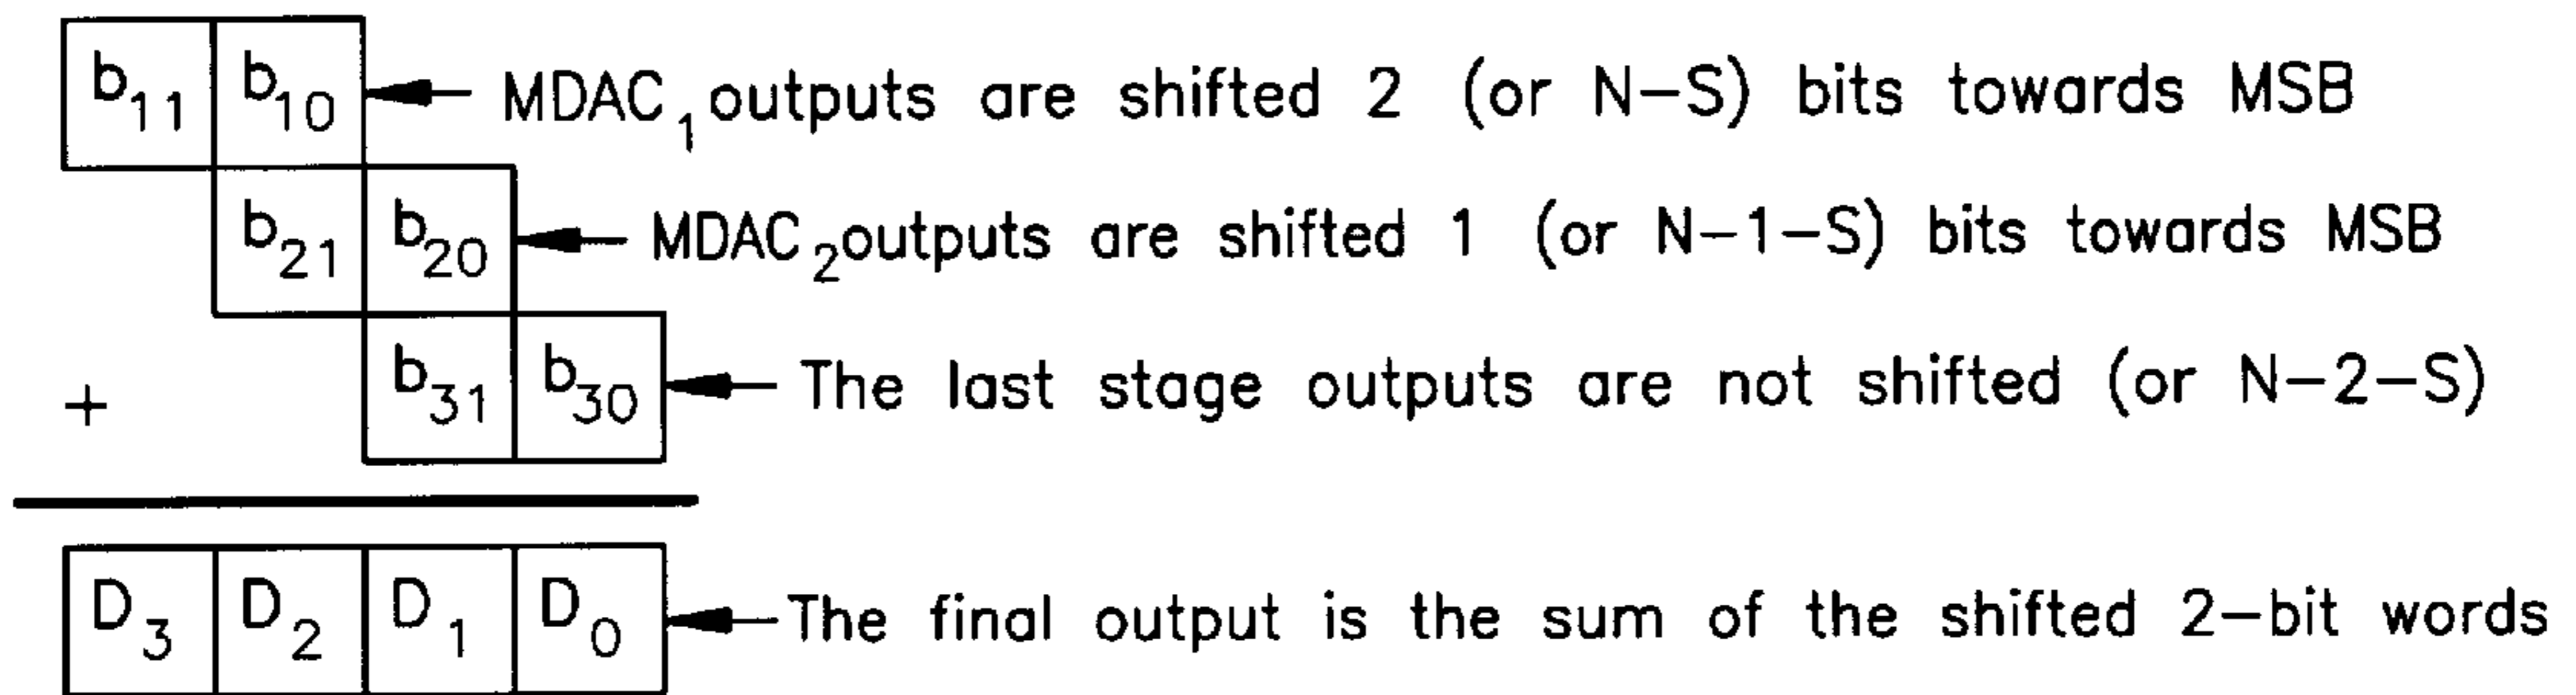 b11 b10 MDAC1 outputs are shifted 2 (or N-S) bits towards MSB
b21 b20 MDAC2 outputs are shifted 1 (or N-1-S) bits towards MSB
+ b31 b30 The last stage outputs are not shifted (or N-2-S)
D3 D2 D1 D0 The final output is the sum of the shifted 2-bit words